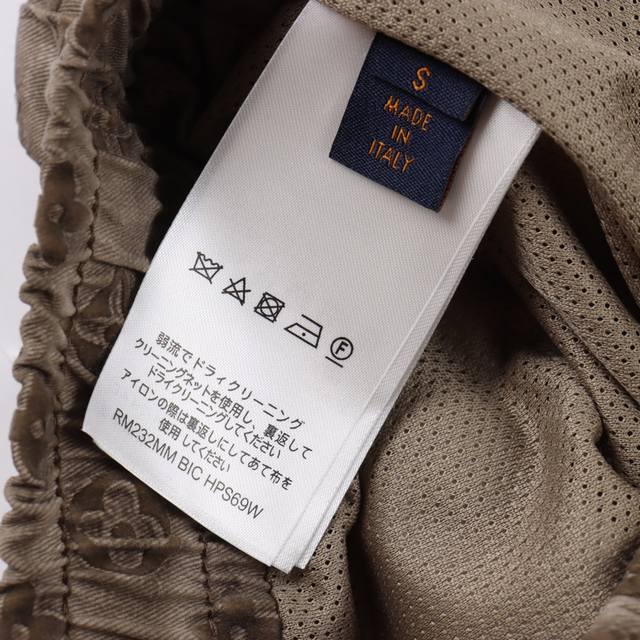 S
MADE
IN
ITALY
F
弱流でドライクリーニング
クリーニングネットを使用し、裏返して
ドライクリーニングしてください
アイロンの際は裏返しにしてあて布を
使用 してください
RM232MM BIC HPS69W